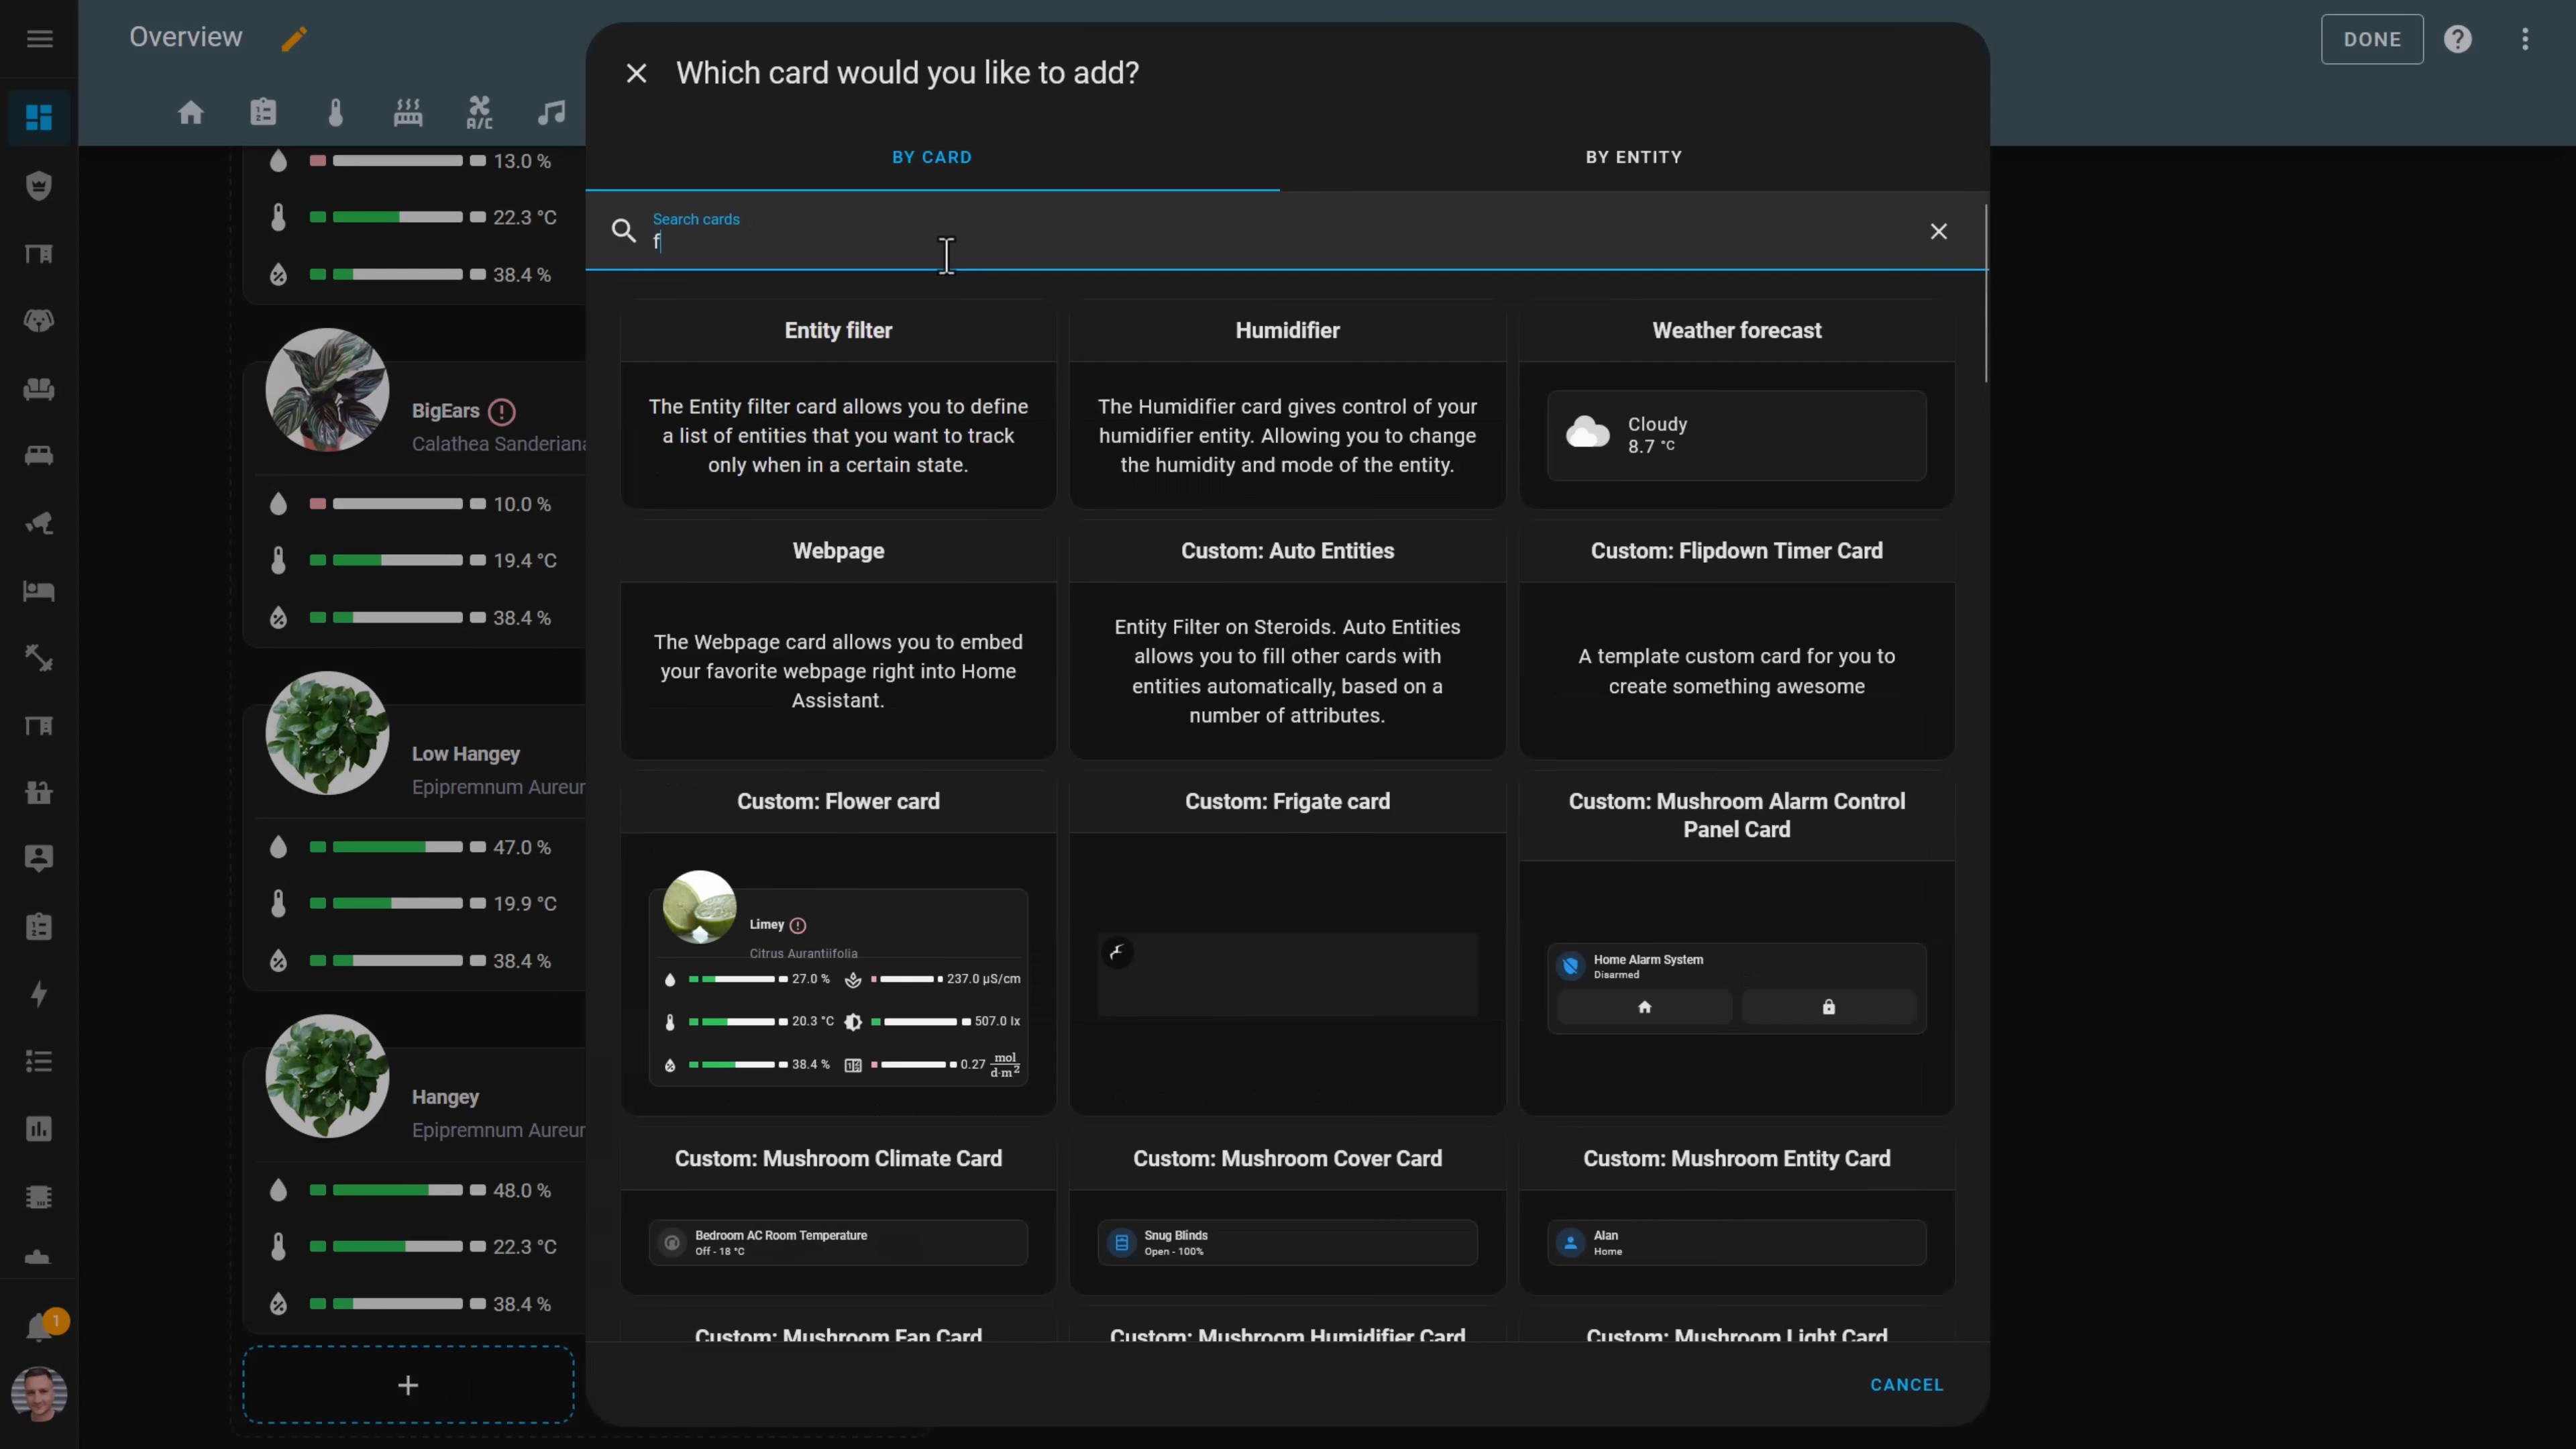 Overview
DONE
A/C
13.0 %
22.3 °C
38.4 %
BigEars
Calathea Sanderiana
10.0 %
19.4 °C
38.4 %
Low Hangey
Epipremnum Aureur
47.0 %
19.9 °C
38.4 %
Hangey
Epipremnum Aureur
48.0 %
22.3 °C
38.4 %
1
Which card would you like to add?
BY CARD
BY ENTITY
Search cards
f
Entity filter
The Entity filter card allows you to define
a list of entities that you want to track
only when in a certain state.
Humidifier
The Humidifier card gives control of your
humidifier entity. Allowing you to change
the humidity and mode of the entity.
Weather forecast
Cloudy
8.7 °C
Webpage
The Webpage card allows you to embed
your favorite webpage right into Home
Assistant.
Custom: Auto Entities
Entity Filter on Steroids. Auto Entities
allows you to fill other cards with
entities automatically, based on a
number of attributes.
Custom: Flipdown Timer Card
A template custom card for you to
create something awesome
Custom: Flower card
Limey
Citrus Aurantiifolia
27.0 %
237.0 µS/cm
20.3 °C
507.0 lx
38.4 %
0.27 mol
d·m²
Custom: Frigate card
Custom: Mushroom Alarm Control
Panel Card
Home Alarm System
Disarmed
Custom: Mushroom Climate Card
Bedroom AC Room Temperature
Off - 18 °C
Custom: Mushroom Cover Card
Snug Blinds
Open - 100%
Custom: Mushroom Entity Card
Alan
Home
Custom: Mushroom Fan Card
Custom: Mushroom Humidifier Card
Custom: Mushroom Light Card
CANCEL